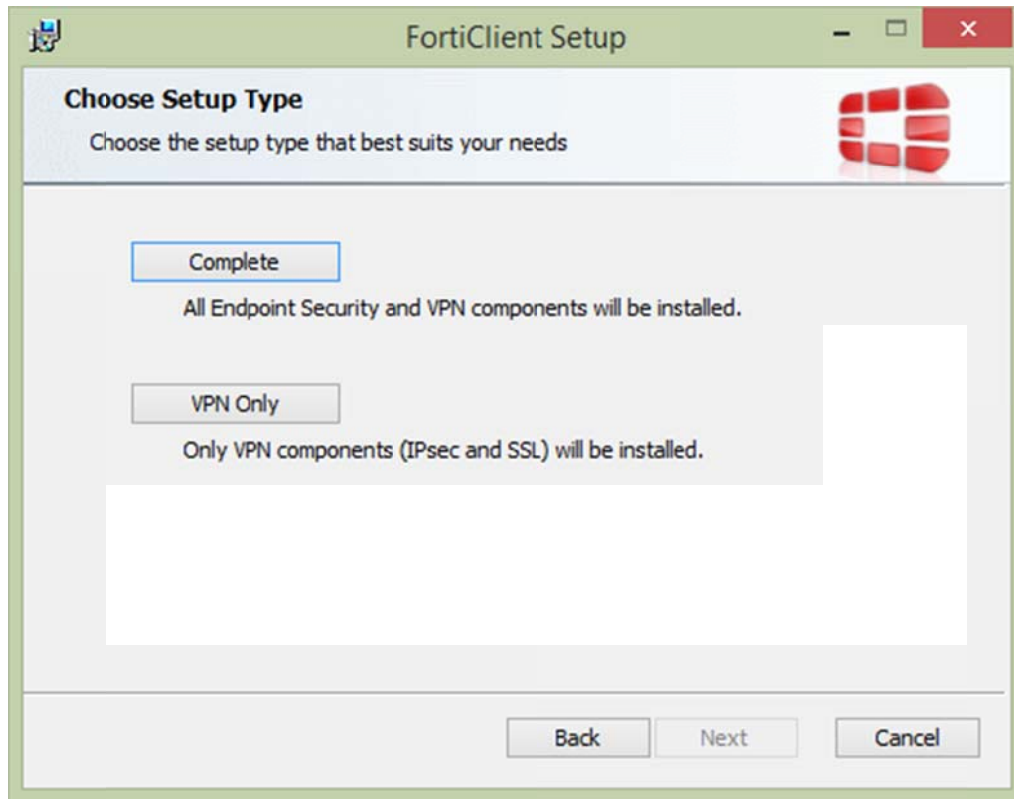 FortiClient Setup
Choose Setup Type
Choose the setup type that best suits your needs
Complete
All Endpoint Security and VPN components will be installed.
VPN Only
Only VPN components (IPsec and SSL) will be installed.
Back Next Cancel